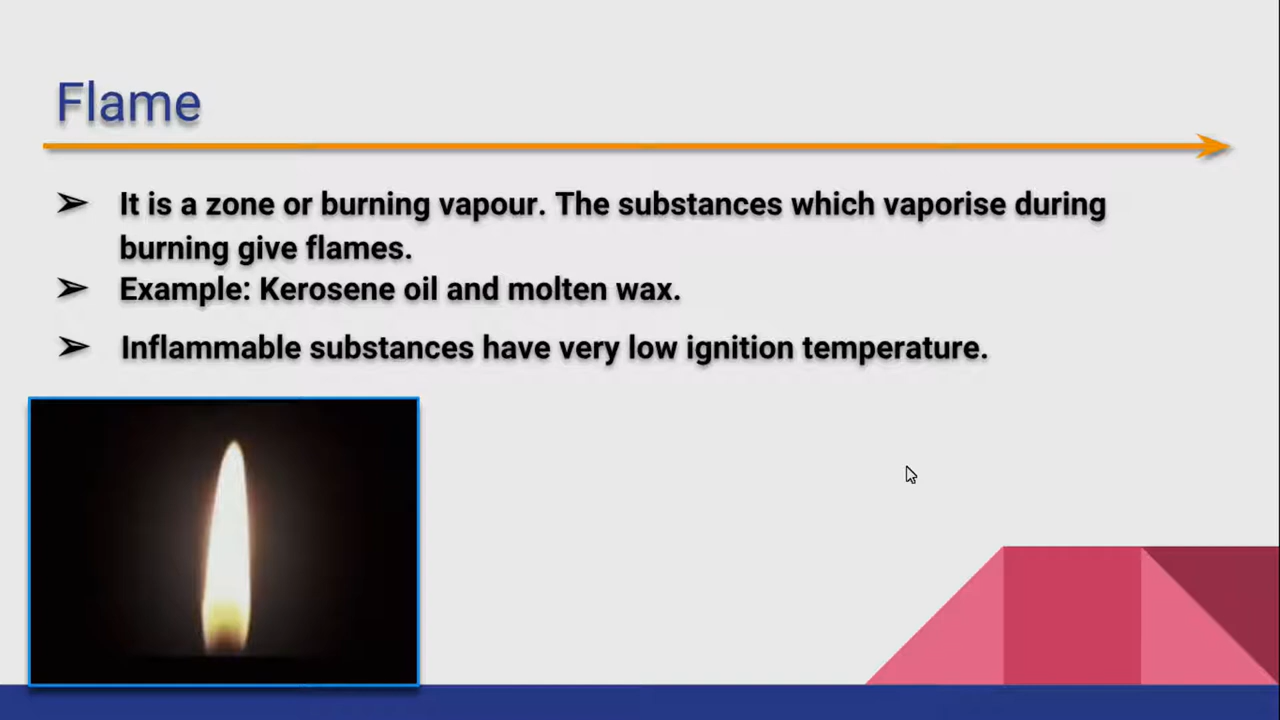 Flame
➢ It is a zone or burning vapour. The substances which vaporise during
burning give flames.
➢ Example: Kerosene oil and molten wax.
➢ Inflammable substances have very low ignition temperature.